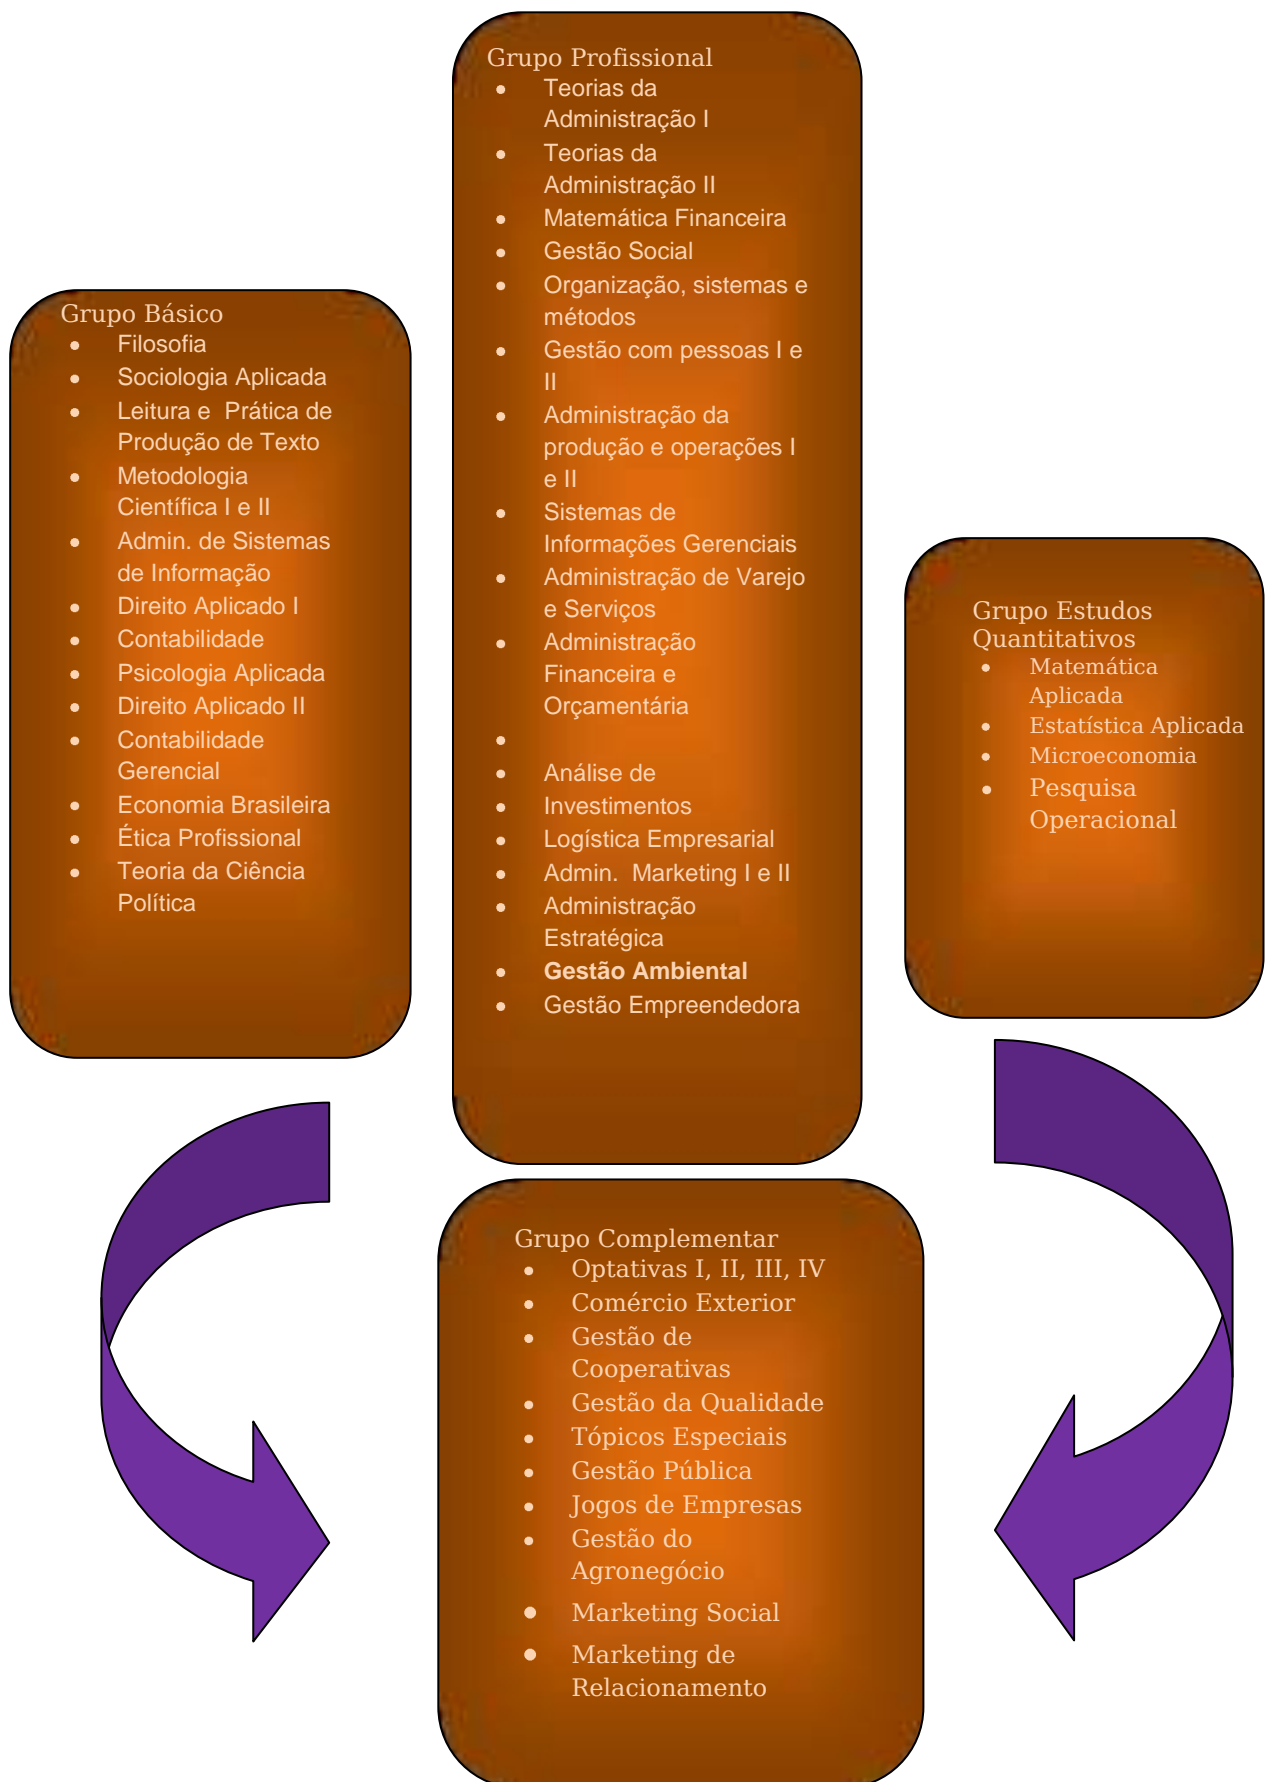 Grupo Profissional
• Teorias da
Administração I
• Teorias da
Administração II
• Matemática Financeira
• Gestão Social
• Organização, sistemas e
métodos
• Gestão com pessoas I e
II
• Administração da
produção e operações I
e II
• Sistemas de
Informações Gerenciais
• Administração de Varejo
e Serviços
• Administração
Financeira e
Orçamentária
•
• Análise de
• Investimentos
• Logística Empresarial
• Admin.  Marketing I e II
• Administração
Estratégica
• Gestão Ambiental
• Gestão Empreendedora
Grupo Básico
• Filosofia
• Sociologia Aplicada
• Leitura e  Prática de
Produção de Texto
• Metodologia
Científica I e II
• Admin. de Sistemas
de Informação
• Direito Aplicado I
• Contabilidade
• Psicologia Aplicada
• Direito Aplicado II
• Contabilidade
Gerencial
• Economia Brasileira
• Ética Profissional
• Teoria da Ciência
Política
Grupo Estudos
Quantitativos
• Matemática
Aplicada
• Estatística Aplicada
• Microeconomia
• Pesquisa
Operacional
Grupo Complementar
• Optativas I, II, III, IV
• Comércio Exterior
• Gestão de
Cooperativas
• Gestão da Qualidade
• Tópicos Especiais
• Gestão Pública
• Jogos de Empresas
• Gestão do
Agronegócio
• Marketing Social
• Marketing de
Relacionamento